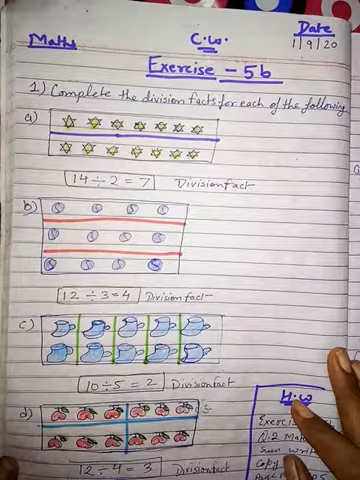 Maths
C.W.
Date
1/9/20
Exercise - 5b
1) Complete the division facts for each of the following
a)
14 ÷ 2 = 7 Division fact
b)
12 ÷ 3 = 4 Division fact
c)
10 ÷ 5 = 2 Division fact
d)
12 ÷ 4 = 3 Division fact
H.W
Exercise
Q.2
Sum
Copy